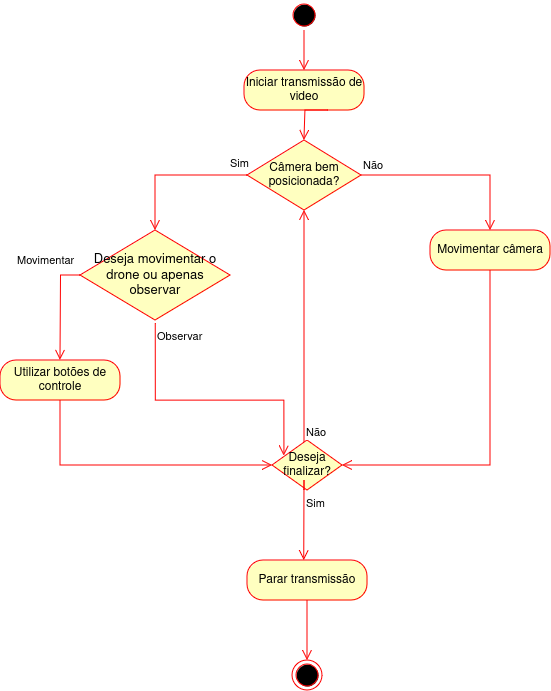 Iniciar transmissão de
video
Sim
Câmera bem
posicionada?
Não
Movimentar
Deseja movimentar o
drone ou apenas
observar
Movimentar câmera
Observar
Utilizar botões de
controle
Não
Deseja
finalizar?
Sim
Parar transmissão